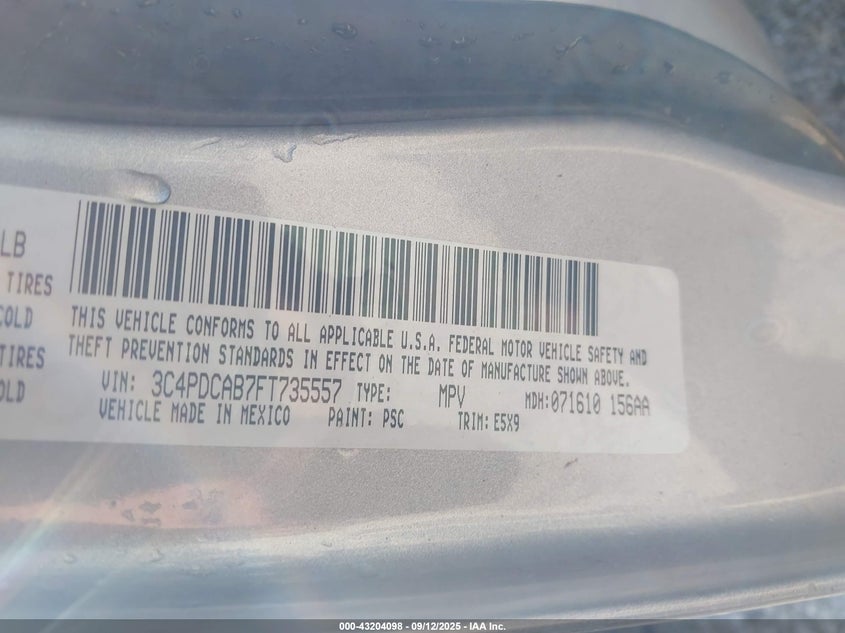 LB
TIRES
COLD
TIRES
OLD
THIS VEHICLE CONFORMS TO ALL APPLICABLE U.S.A. FEDERAL MOTOR VEHICLE SAFETY AND
THEFT PREVENTION STANDARDS IN EFFECT ON THE DATE OF MANUFACTURE SHOWN ABOVE.
VIN: 3C4PDCAB7FT735557 TYPE: MPV MDH:071610 156AA
VEHICLE MADE IN MEXICO PAINT: PSC TRIM: E5X9
000-43204098 - 09/12/2025 - IAA Inc.